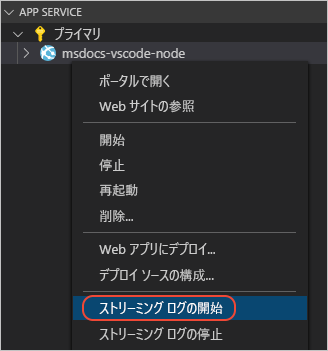 APP SERVICE
プライマリ
msdocs-vscode-node
ポータルで開く
Web サイトの参照
開始
停止
再起動
削除...
Web アプリにデプロイ...
デプロイ ソースの構成...
ストリーミング ログの開始
ストリーミング ログの停止